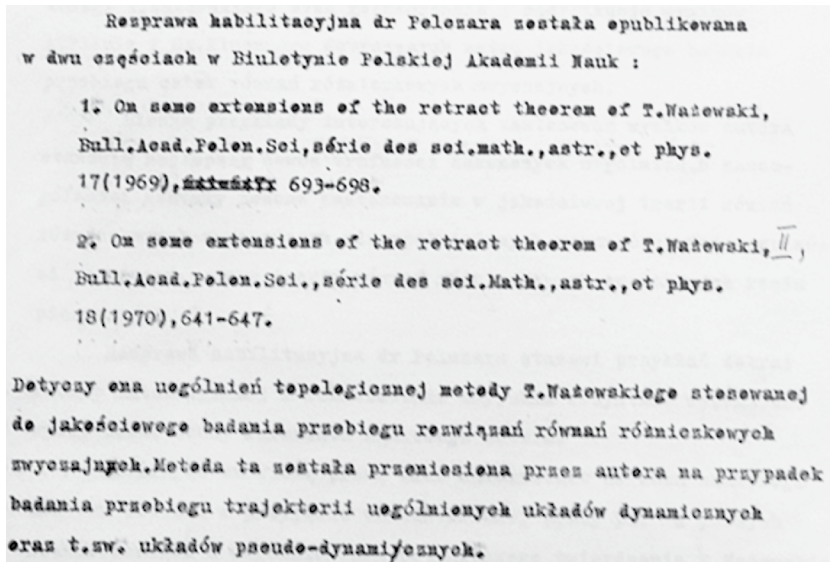 Rozprawa habilitacyjna dr Pelczara została opublikowana
w dwu częściach w Biuletynie Polskiej Akademii Nauk :
1. On some extensions of the retract theorem of T.Ważewski,
Bull.Acad.Polon.Sci,série des sci.math.,astr.,et phys.
17(1969), 693-698.
2. On some extensions of the retract theorem of T.Ważewski, II,
Bull.Acad.Polon.Sci.,série des sci.Math.,astr.,et phys.
18(1970),641-647.
Dotyczy ona uogólnień topologicznej metody T.Ważewskiego stosowanej
do jakościowego badania przebiegu rozwiązań równań różniczkowych
zwyczajnych.Metoda ta została przeniesiona przez autora na przypadek
badania przebiegu trajektorii uogólnionych układów dynamicznych
oraz t.zw. układów pseudo-dynamicznych.